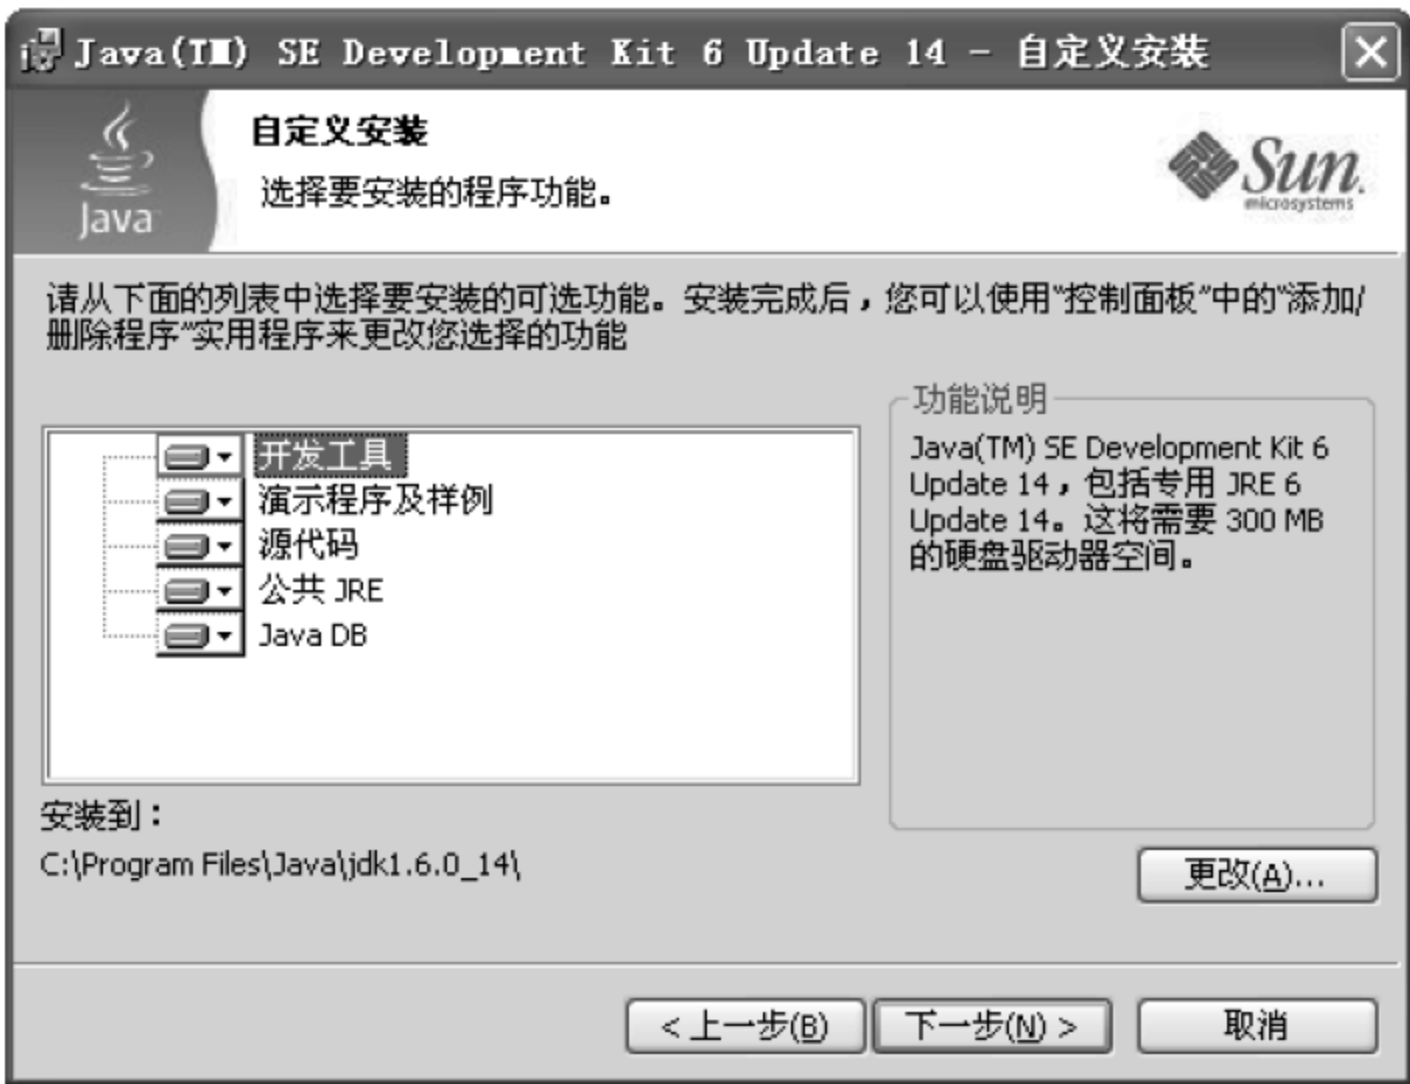 Java(TM) SE Development Kit 6 Update 14 - 自定义安装
Java
自定义安装
选择要安装的程序功能。
Sun
microsystems
请从下面的列表中选择要安装的可选功能。安装完成后，您可以使用"控制面板"中的"添加/
删除程序"实用程序来更改您选择的功能
开发工具
演示程序及样例
源代码
公共 JRE
Java DB
功能说明
Java(TM) SE Development Kit 6
Update 14，包括专用 JRE 6
Update 14。这将需要 300 MB
的硬盘驱动器空间。
安装到：
C:\Program Files\Java\jdk1.6.0_14\
更改(A)...
< 上一步(B)
下一步(N) >
取消